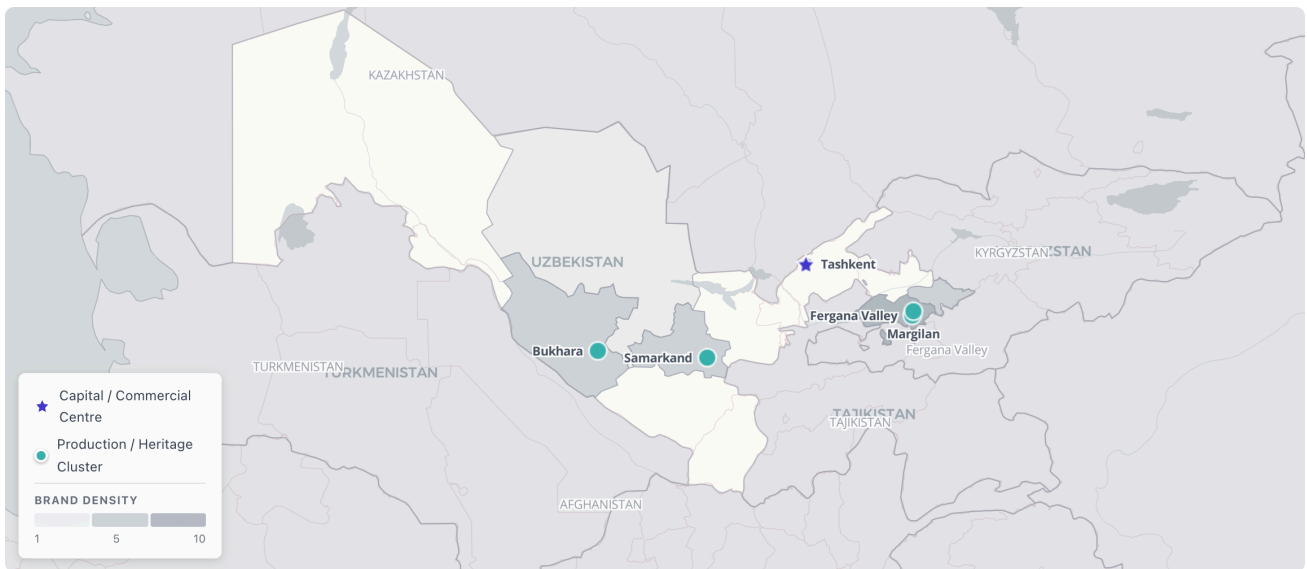 KAZAKHSTAN
KYRGYZSTAN
STAN
UZBEKISTAN
Tashkent
Fergana Valley
Margilan
Fergana Valley
Bukhara
Samarkand
TURKMENISTAN
TURKMENISTAN
TAJIKISTAN
TAJIKISTAN
AFGHANISTAN
Capital / Commercial
Centre
Production / Heritage
Cluster
BRAND DENSITY
1 5 10